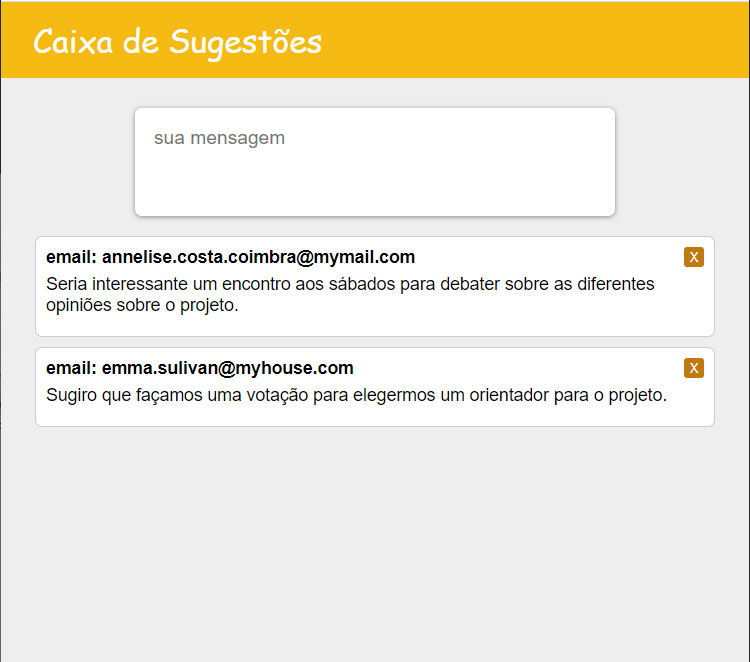 Caixa de Sugestões
sua mensagem
email: annelise.costa.coimbra@mymail.com
X
Seria interessante um encontro aos sábados para debater sobre as diferentes
opiniões sobre o projeto.
email: emma.sulivan@myhouse.com
X
Sugiro que façamos uma votação para elegermos um orientador para o projeto.